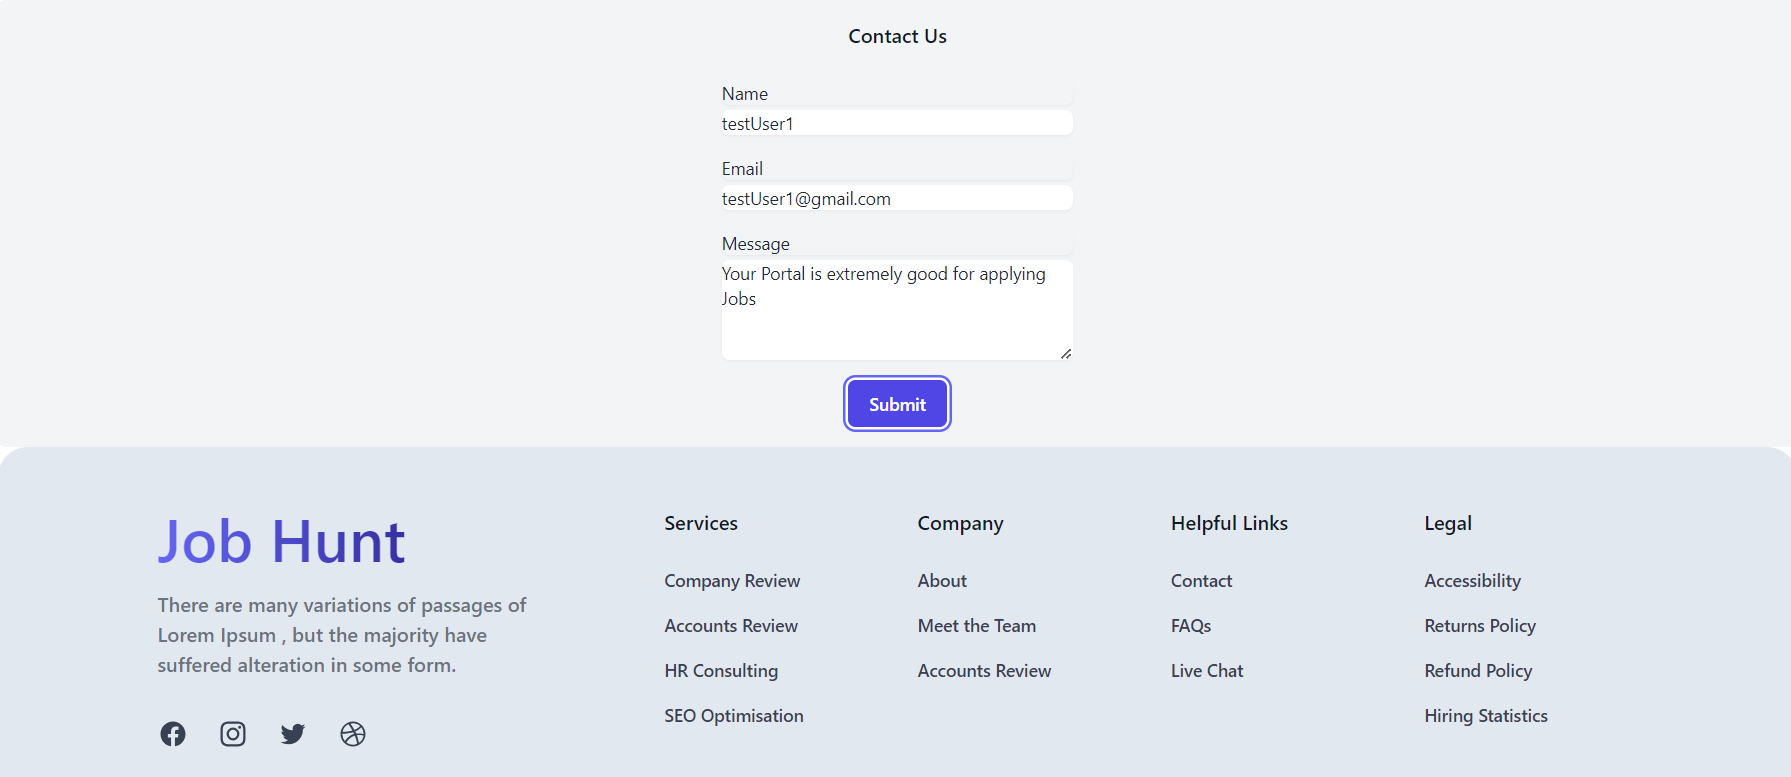 Contact Us
Name
testUser1
Email
testUser1@gmail.com
Message
Your Portal is extremely good for applying
Jobs
Submit
Job Hunt
There are many variations of passages of
Lorem Ipsum , but the majority have
suffered alteration in some form.
Services
Company Review
Accounts Review
HR Consulting
SEO Optimisation
Company
About
Meet the Team
Accounts Review
Helpful Links
Contact
FAQs
Live Chat
Legal
Accessibility
Returns Policy
Refund Policy
Hiring Statistics